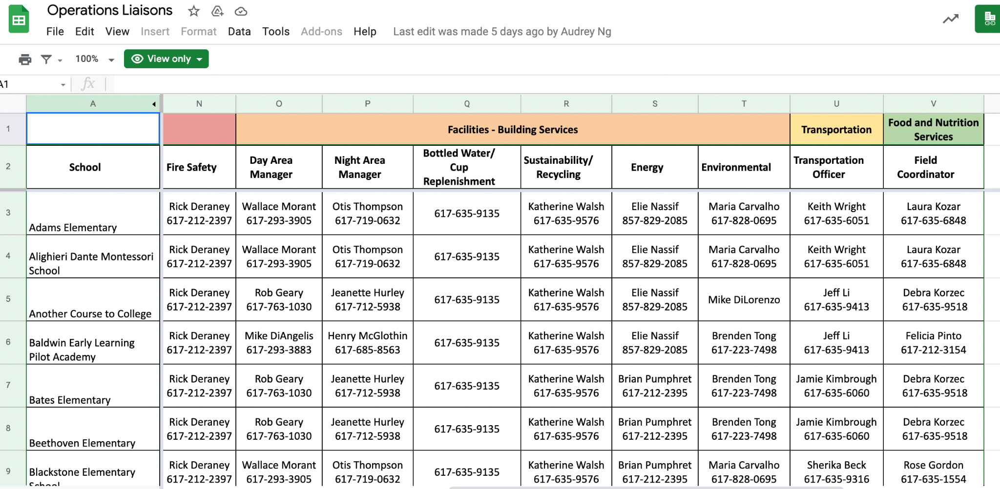 Operations Liaisons
File Edit View Insert Format Data Tools Add-ons Help Last edit was made 5 days ago by Audrey Ng
100% View only
A1 fx
A N O P Q R S T U V
1 Facilities - Building Services Transportation Food and Nutrition
Services
2 School Fire Safety Day Area
Manager Night Area
Manager Bottled Water/
Cup
Replenishment Sustainability/
Recycling Energy Environmental Transportation
Officer Field
Coordinator
3 Adams Elementary Rick Deraney
617-212-2397 Wallace Morant
617-293-3905 Otis Thompson
617-719-0632 617-635-9135 Katherine Walsh
617-635-9576 Elie Nassif
857-829-2085 Maria Carvalho
617-828-0695 Keith Wright
617-635-6051 Laura Kozar
617-635-6848
4 Alighieri Dante Montessori
School Rick Deraney
617-212-2397 Wallace Morant
617-293-3905 Otis Thompson
617-719-0632 617-635-9135 Katherine Walsh
617-635-9576 Elie Nassif
857-829-2085 Maria Carvalho
617-828-0695 Keith Wright
617-635-6051 Laura Kozar
617-635-6848
5 Another Course to College Rick Deraney
617-212-2397 Rob Geary
617-763-1030 Jeanette Hurley
617-712-5938 617-635-9135 Katherine Walsh
617-635-9576 Elie Nassif
857-829-2085 Mike DiLorenzo Jeff Li
617-635-9413 Debra Korzec
617-635-9518
6 Baldwin Early Learning
Pilot Academy Rick Deraney
617-212-2397 Mike DiAngelis
617-293-3883 Henry McGlothin
617-685-8563 617-635-9135 Katherine Walsh
617-635-9576 Elie Nassif
857-829-2085 Brenden Tong
617-223-7498 Jeff Li
617-635-9413 Felicia Pinto
617-212-3154
7 Bates Elementary Rick Deraney
617-212-2397 Rob Geary
617-763-1030 Jeanette Hurley
617-712-5938 617-635-9135 Katherine Walsh
617-635-9576 Brian Pumphret
617-212-2395 Brenden Tong
617-223-7498 Jamie Kimbrough
617-635-6060 Debra Korzec
617-635-9518
8 Beethoven Elementary Rick Deraney
617-212-2397 Rob Geary
617-763-1030 Jeanette Hurley
617-712-5938 617-635-9135 Katherine Walsh
617-635-9576 Brian Pumphret
617-212-2395 Brenden Tong
617-223-7498 Jamie Kimbrough
617-635-6060 Debra Korzec
617-635-9518
9 Blackstone Elementary
School Rick Deraney
617-212-2397 Wallace Morant
617-293-3905 Otis Thompson
617-719-0632 617-635-9135 Katherine Walsh
617-635-9576 Brian Pumphret
617-212-2395 Maria Carvalho
617-828-0695 Sherika Beck
617-635-9316 Rose Gordon
617-635-1554